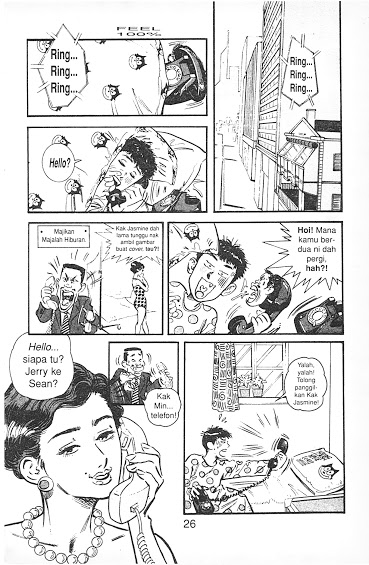 FEEL
100%
Ring...
Ring...
Ring...
Ring...
Ring...
Ring...
Hello?
• Majikan •
Majalah Hiburan.
Kak Jasmine dah
lama tunggu nak
ambil gambar
buat cover, tau?!
Hoi! Mana
kamu ber-
dua ni dah
pergi,
hah?!
Hello...
siapa tu?
Jerry ke
Sean?
Kak
Min...
telefon!
Yalah,
yalah!
Tolong
panggil-
kan Kak
Jasmine!
26